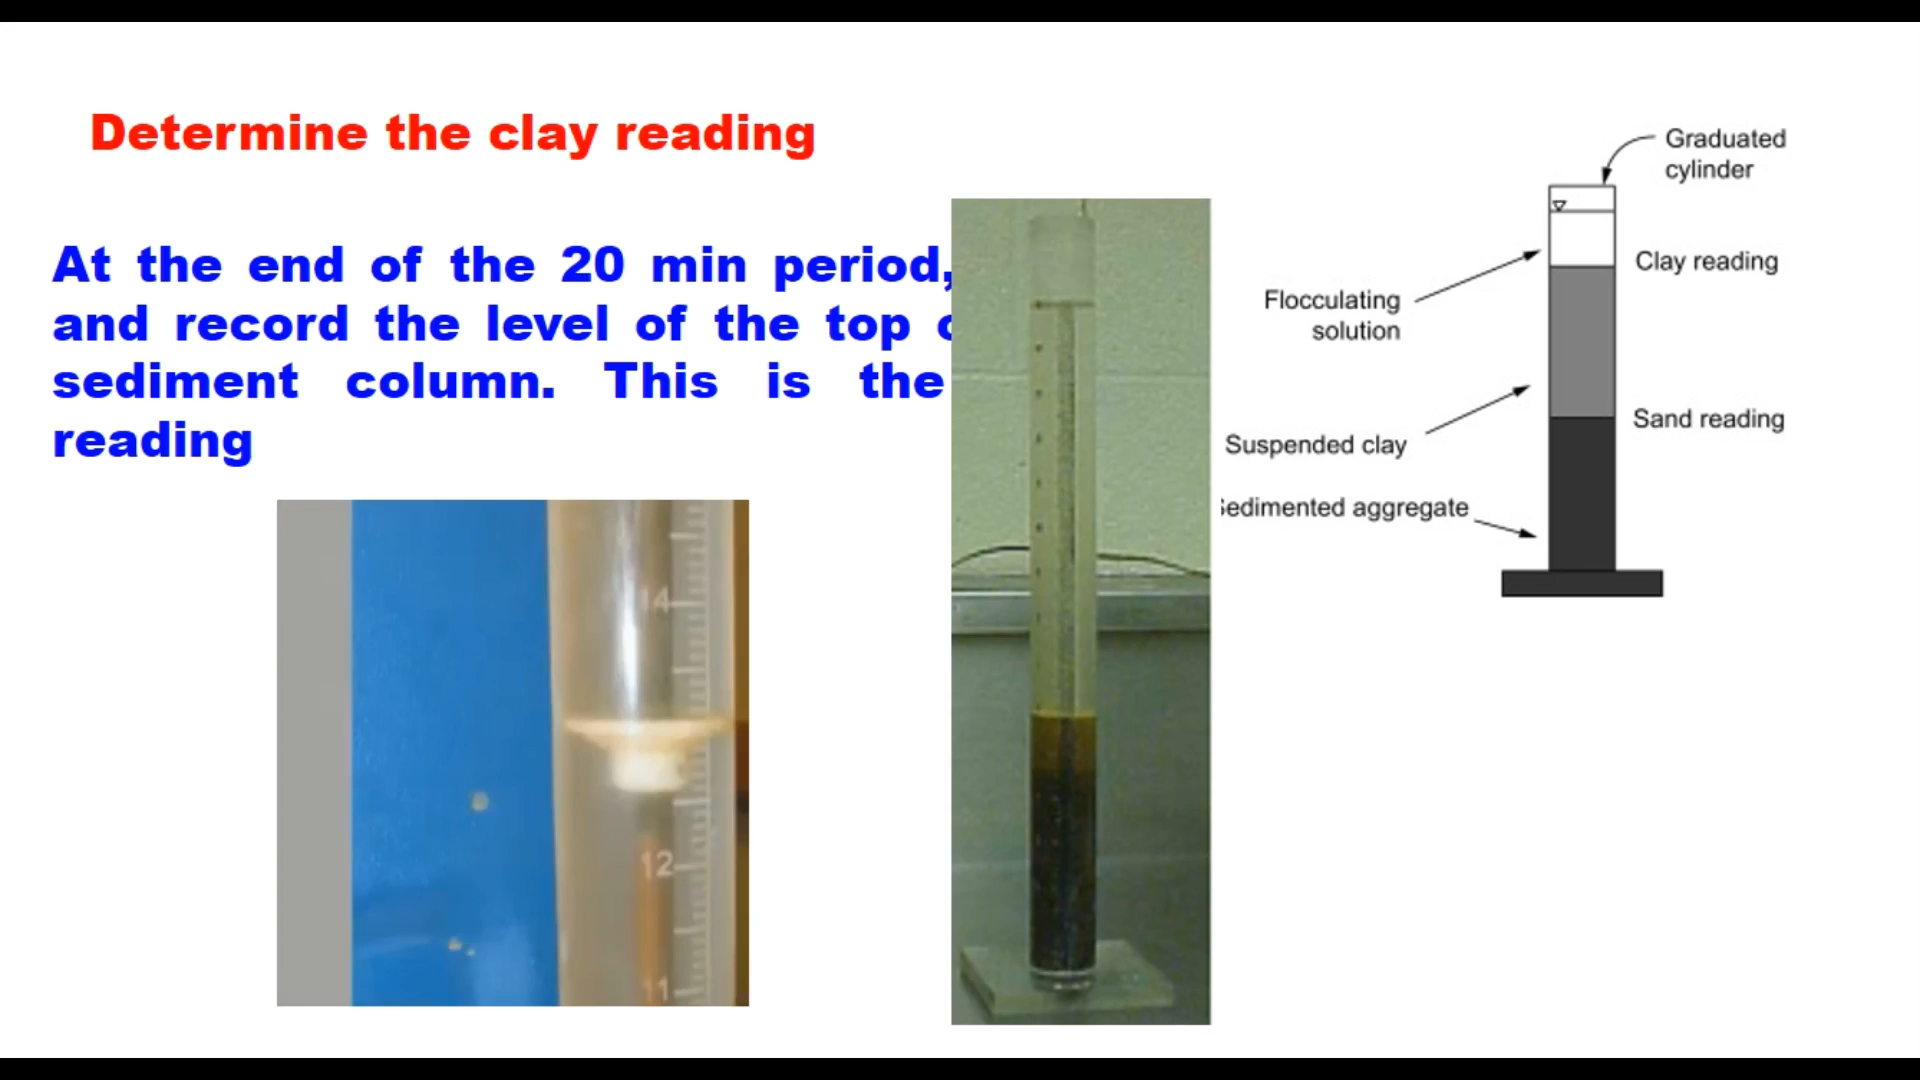 Determine the clay reading
At the end of the 20 min period,
and record the level of the top
sediment column. This is the
reading
Graduated
cylinder
Clay reading
Flocculating
solution
Suspended clay
Sand reading
edimented aggregate
14
12
11